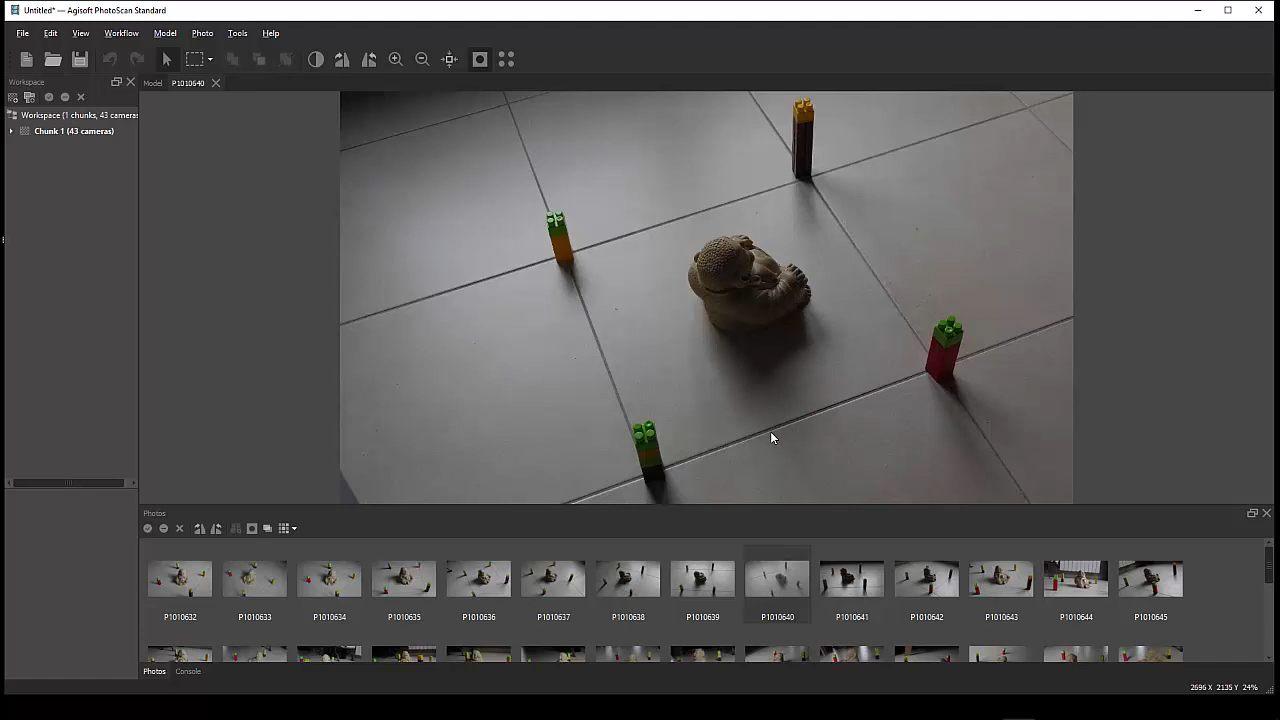 Untitled* — Agisoft PhotoScan Standard
File Edit View Workflow Model Photo Tools Help
Workspace
Model P1010640
Workspace (1 chunks, 43 cameras
Chunk 1 (43 cameras)
Photos
P1010632 P1010633 P1010634 P1010635 P1010636 P1010637 P1010638 P1010639 P1010640 P1010641 P1010642 P1010643 P1010644 P1010645
Photos Console
2696 X 2135 Y 24%